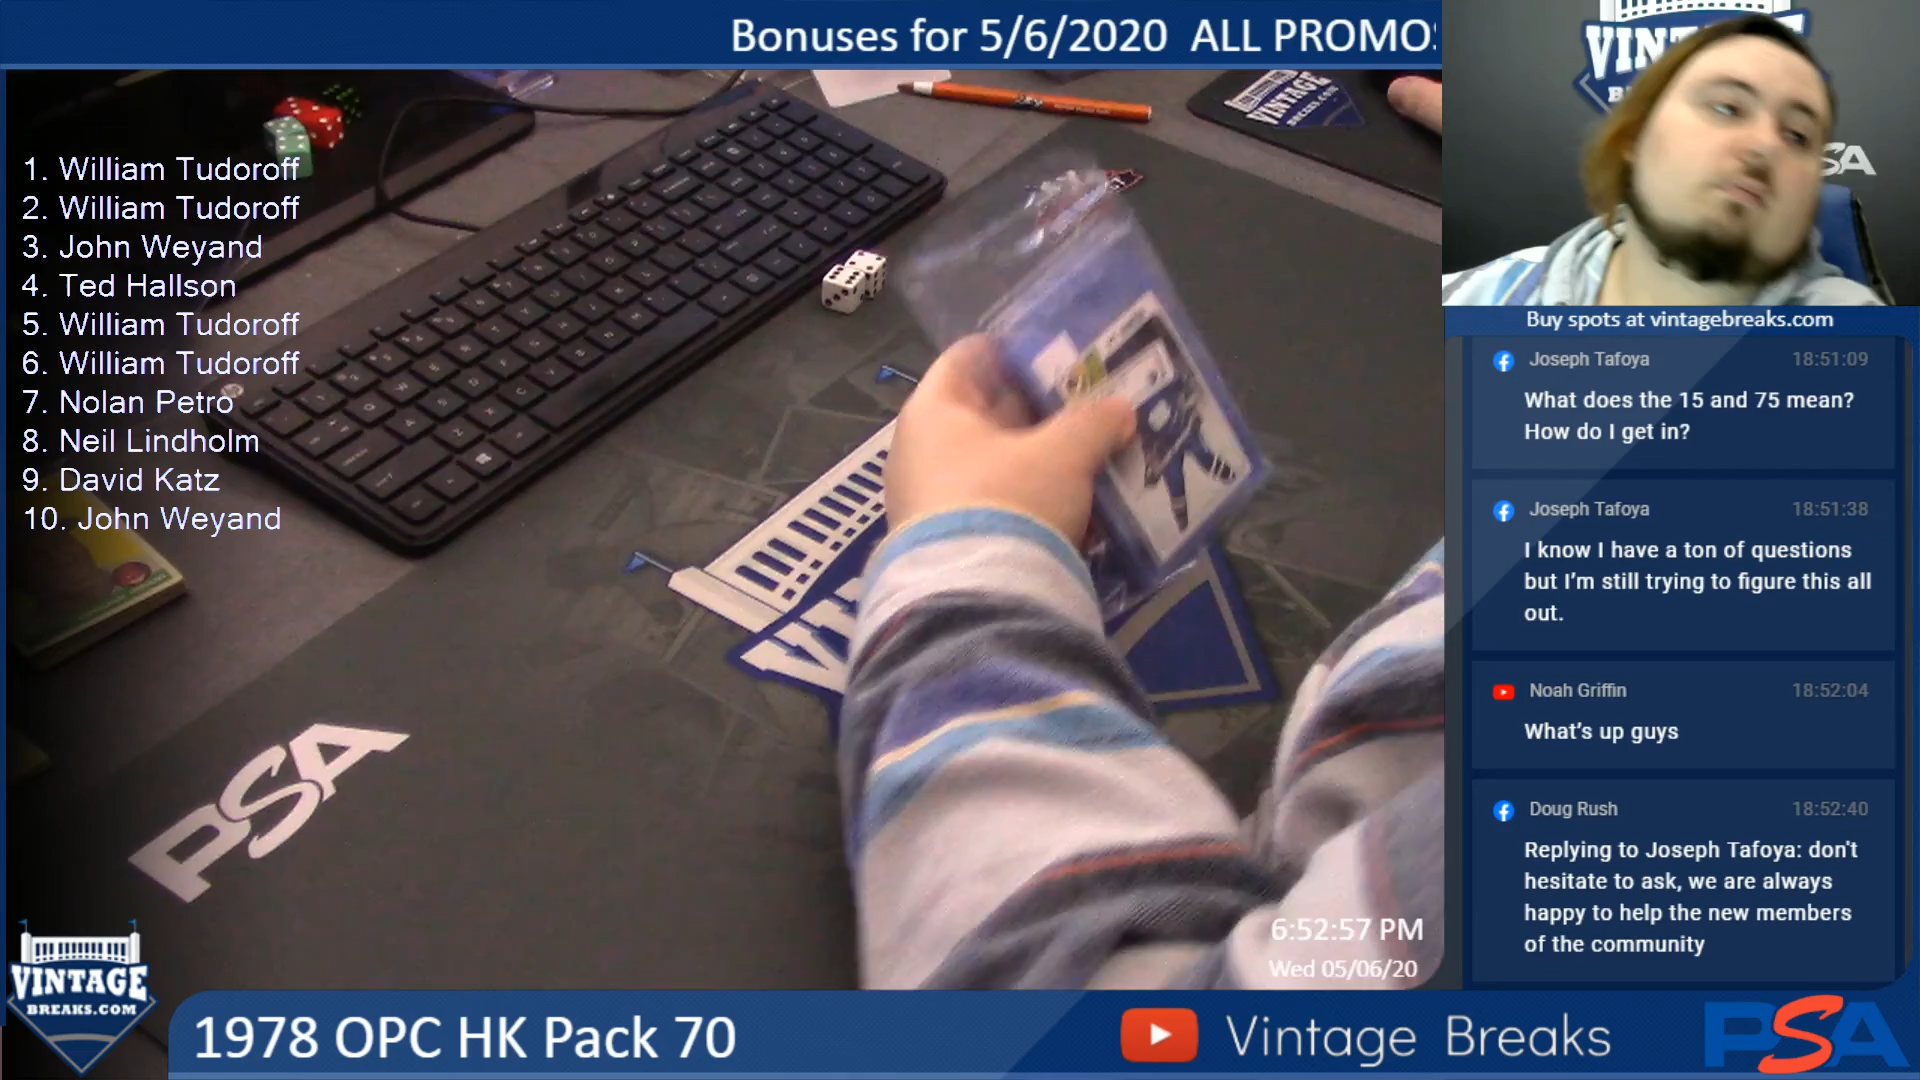 Bonuses for 5/6/2020 ALL PROMOS
1. William Tudoroff
2. William Tudoroff
3. John Weyand
4. Ted Hallson
5. William Tudoroff
6. William Tudoroff
7. Nolan Petro
8. Neil Lindholm
9. David Katz
10. John Weyand
VINTAGE
BREAKS.COM
PSA
Buy spots at vintagebreaks.com
Joseph Tafoya 18:51:09
What does the 15 and 75 mean?
How do I get in?
Joseph Tafoya 18:51:38
I know I have a ton of questions
but I'm still trying to figure this all
out.
Noah Griffin 18:52:04
What's up guys
Doug Rush 18:52:40
Replying to Joseph Tafoya: don't
hesitate to ask, we are always
happy to help the new members
of the community
6:52:57 PM
Wed 05/06/20
VINTAGE
BREAKS.COM
1978 OPC HK Pack 70
Vintage Breaks
PSA